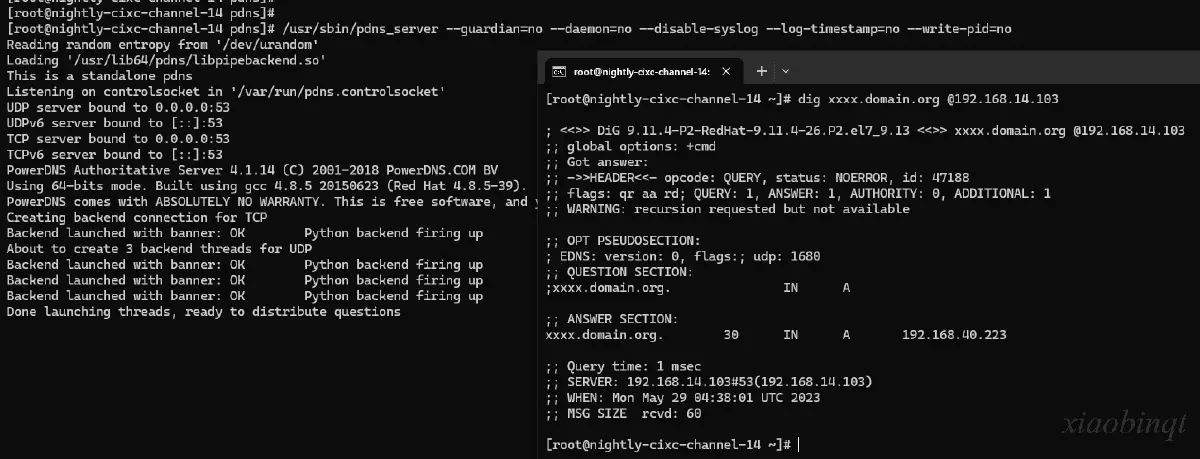 [root@nightly-cixc-channel-14 pdns]#
[root@nightly-cixc-channel-14 pdns]#
[root@nightly-cixc-channel-14 pdns]# /usr/sbin/pdns_server --guardian=no --daemon=no --disable-syslog --log-timestamp=no --write-pid=no
Reading random entropy from '/dev/urandom'
Loading '/usr/lib64/pdns/libpipebackend.so'
This is a standalone pdns
Listening on controlsocket in '/var/run/pdns.controlsocket'
UDP server bound to 0.0.0.0:53
UDPv6 server bound to [::]:53
TCP server bound to 0.0.0.0:53
TCPv6 server bound to [::]:53
PowerDNS Authoritative Server 4.1.14 (C) 2001-2018 PowerDNS.COM BV
Using 64-bits mode. Built using gcc 4.8.5 20150623 (Red Hat 4.8.5-39).
PowerDNS comes with ABSOLUTELY NO WARRANTY. This is free software, and
Creating backend connection for TCP
Backend launched with banner: OK Python backend firing up
About to create 3 backend threads for UDP
Backend launched with banner: OK Python backend firing up
Backend launched with banner: OK Python backend firing up
Backend launched with banner: OK Python backend firing up
Done launching threads, ready to distribute questions
root@nightly-cixc-channel-14:
[root@nightly-cixc-channel-14 ~]# dig xxxx.domain.org @192.168.14.103
; <<>> DiG 9.11.4-P2-RedHat-9.11.4-26.P2.el7_9.13 <<>> xxxx.domain.org @192.168.14.103
;; global options: +cmd
;; Got answer:
;; ->>HEADER<<- opcode: QUERY, status: NOERROR, id: 47188
;; flags: qr aa rd; QUERY: 1, ANSWER: 1, AUTHORITY: 0, ADDITIONAL: 1
;; WARNING: recursion requested but not available
;; OPT PSEUDOSECTION:
; EDNS: version: 0, flags:; udp: 1680
;; QUESTION SECTION:
;xxxx.domain.org. IN A
;; ANSWER SECTION:
xxxx.domain.org. 30 IN A 192.168.40.223
;; Query time: 1 msec
;; SERVER: 192.168.14.103#53(192.168.14.103)
;; WHEN: Mon May 29 04:38:01 UTC 2023
;; MSG SIZE rcvd: 60
[root@nightly-cixc-channel-14 ~]#
xiaobinqt